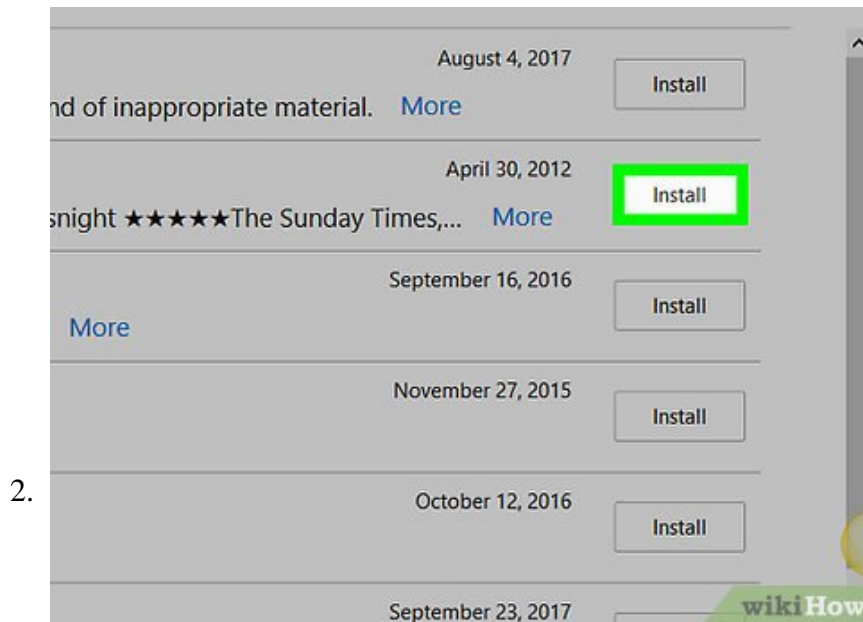 August 4, 2017
Install
nd of inappropriate material. More
April 30, 2012
Install
snight ★★★★★The Sunday Times,... More
September 16, 2016
Install
More
November 27, 2015
Install
2.
October 12, 2016
Install
September 23, 2017
wikiHow